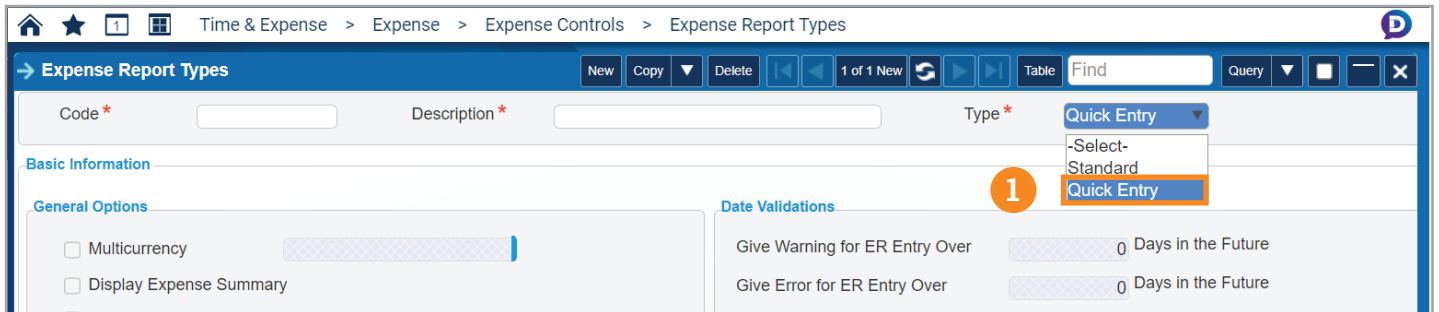 1 Time & Expense > Expense > Expense Controls > Expense Report Types
Expense Report Types New Copy Delete 1 of 1 New Table Find Query
Code * Description * Type * Quick Entry
-Select-
Standard
Basic Information
1 Quick Entry
General Options Date Validations
Multicurrency Give Warning for ER Entry Over 0 Days in the Future
Display Expense Summary Give Error for ER Entry Over 0 Days in the Future